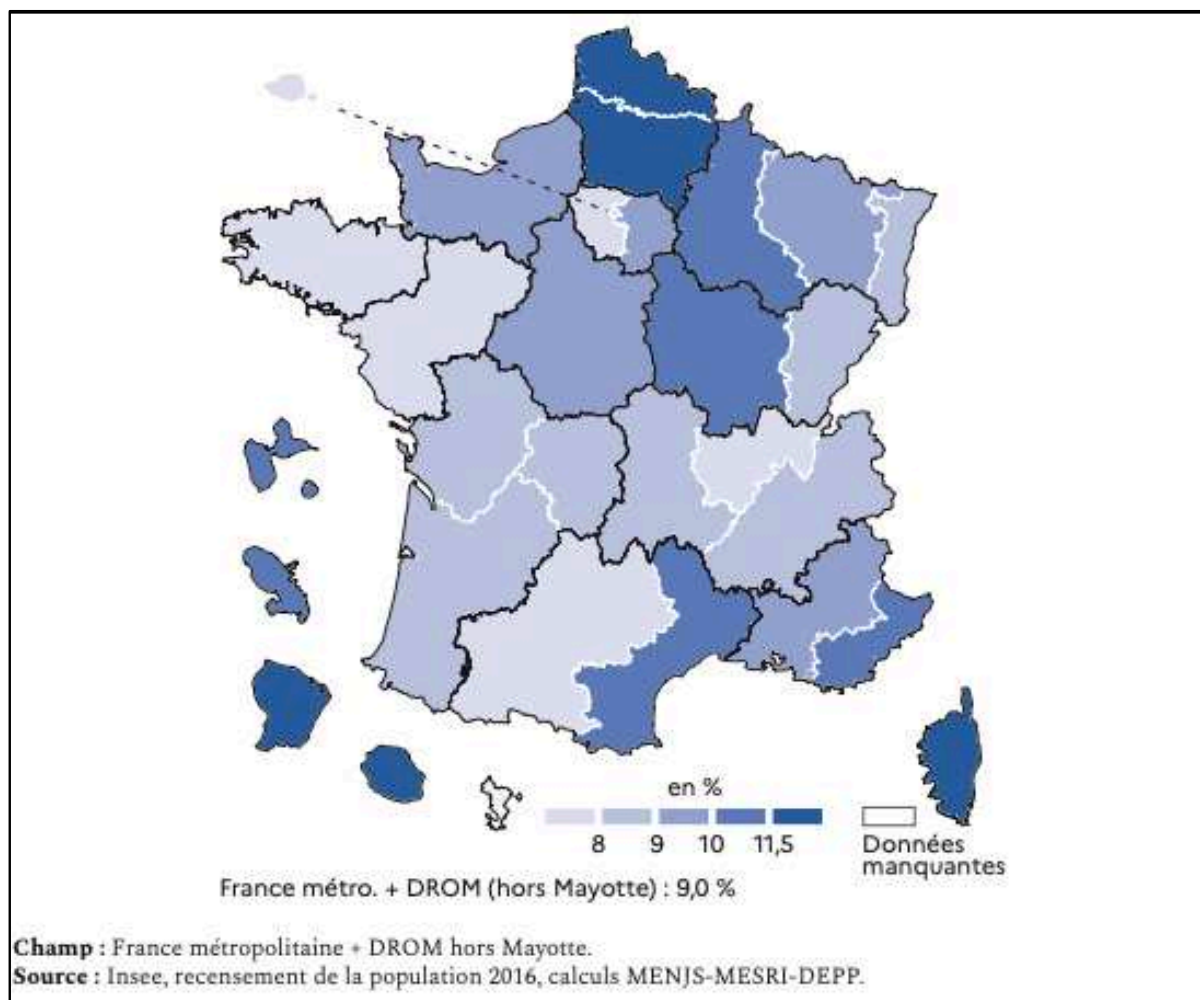 en %
8 9 10 11,5
Données
manquantes
France métro. + DROM (hors Mayotte) : 9,0 %
Champ : France métropolitaine + DROM hors Mayotte.
Source : Insee, recensement de la population 2016, calculs MENJS-MESRI-DEPP.